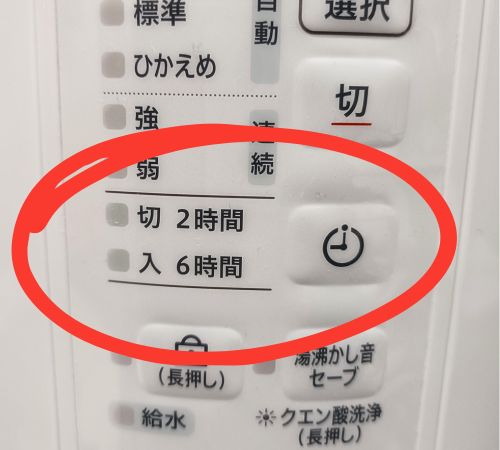 標準
自動
選択
ひかえめ
切
強
連続
弱
切 2時間
入 6時間
(長押し)
湯沸かし音
セーブ
給水
クエン酸洗浄
(長押し)